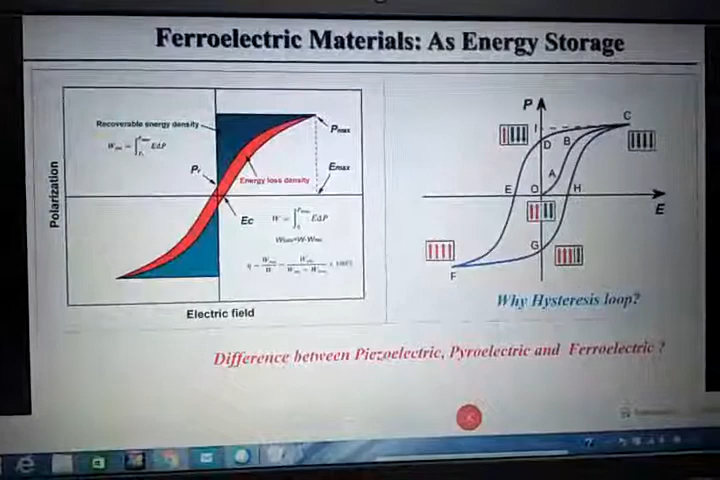 Ferroelectric Materials: As Energy Storage
Recoverable energy density
Pmax
Pr
Energy loss density
Emax
Ec
W = ∫ EdP
Polarization
Electric field
P
C
I
D
B
A
E
O
H
E
G
F
Why Hysteresis loop?
Difference between Piezoelectric, Pyroelectric and Ferroelectric ?